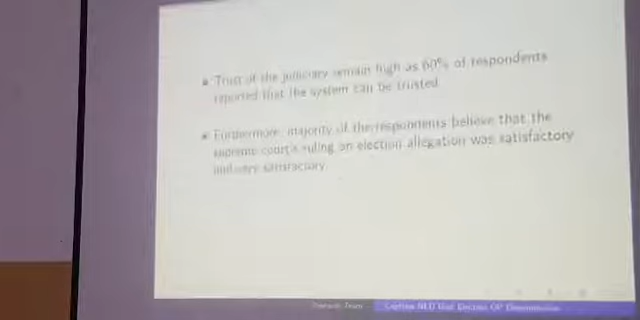 Trust of the judiciary remain high as 60% of respondents
reported that the system can be trusted
Furthermore, majority of the respondents believe that the
supreme court's ruling on election allegation was satisfactory
and very satisfactory
Team